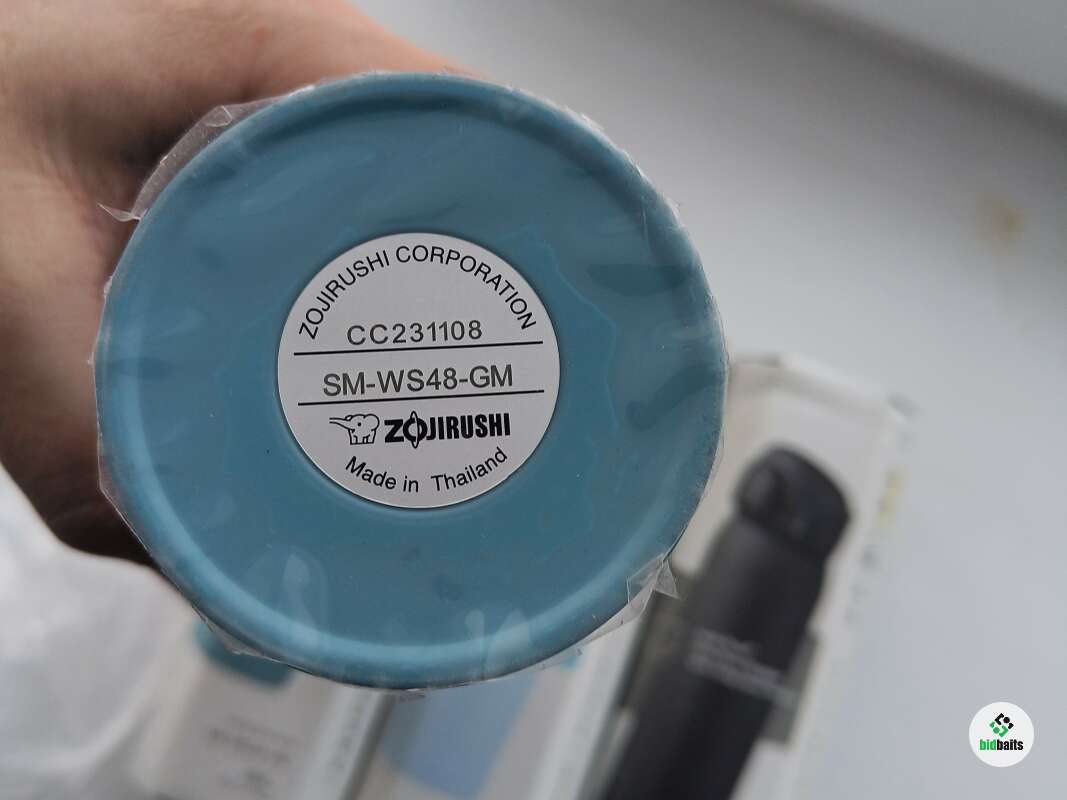 ZOJIRUSHI CORPORATION
CC231108
SM-WS48-GM
ZOJIRUSHI
Made in Thailand
bidbaits